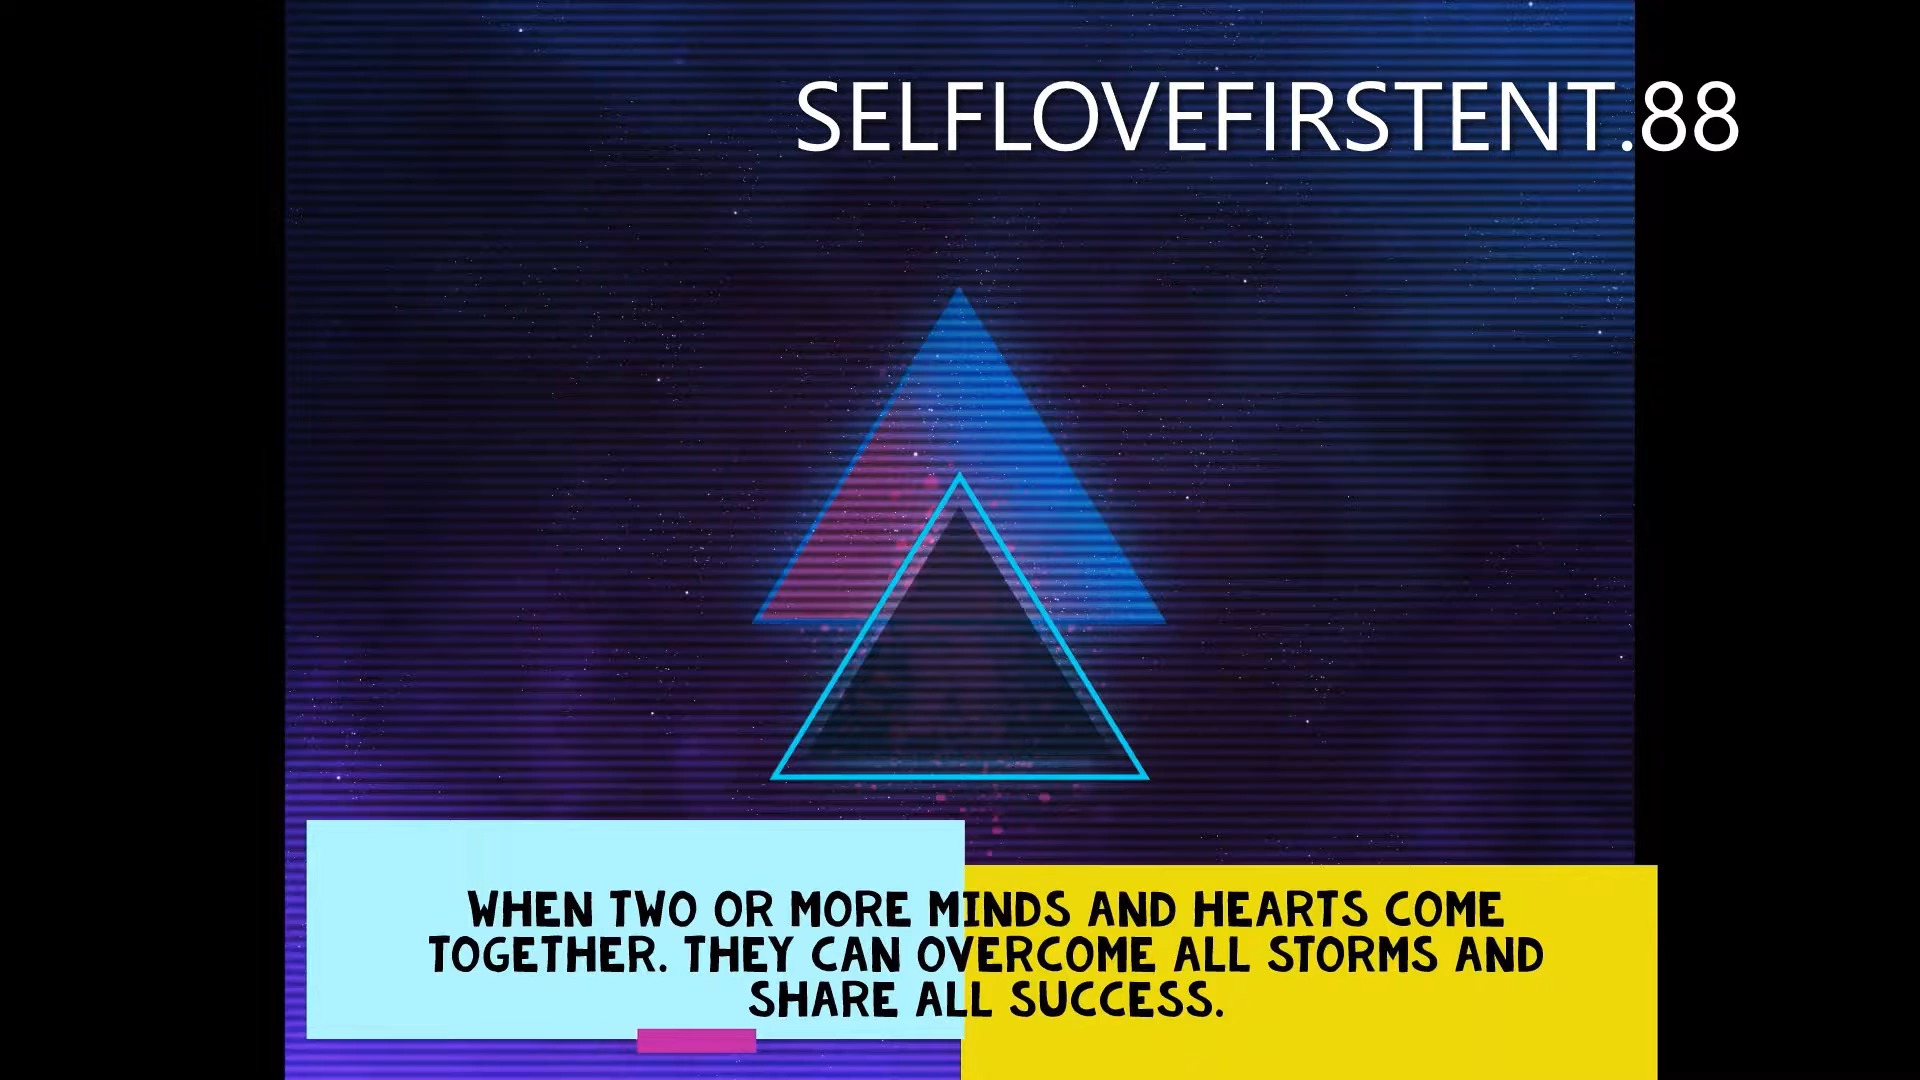 SELFLOVEFIRSTENT.88
WHEN TWO OR MORE MINDS AND HEARTS COME
TOGETHER. THEY CAN OVERCOME ALL STORMS AND
SHARE ALL SUCCESS.